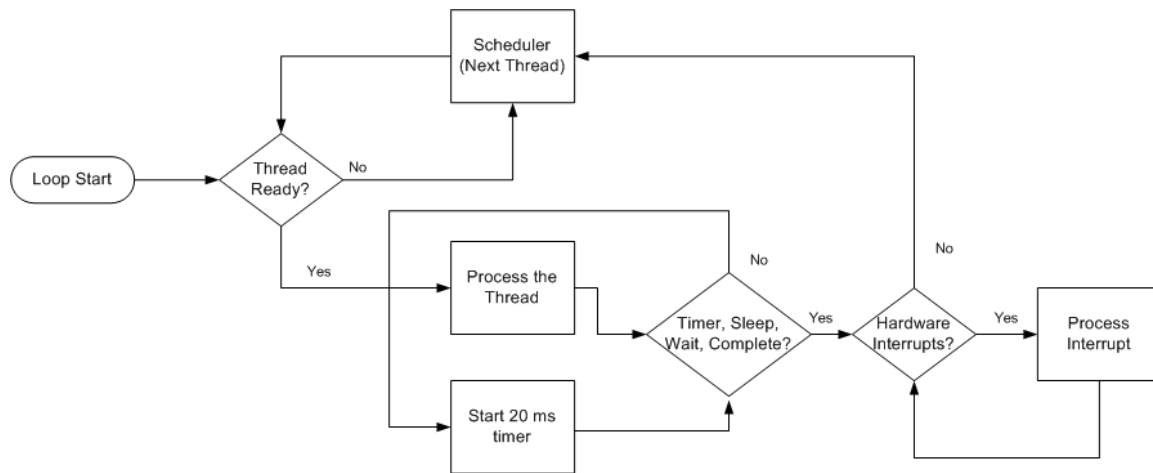 Scheduler
(Next Thread)
Loop Start
Thread
Ready?
No
Yes
Process the
Thread
Start 20 ms
timer
No
Timer, Sleep,
Wait, Complete?
Yes
No
Hardware
Interrupts?
Yes
Process
Interrupt